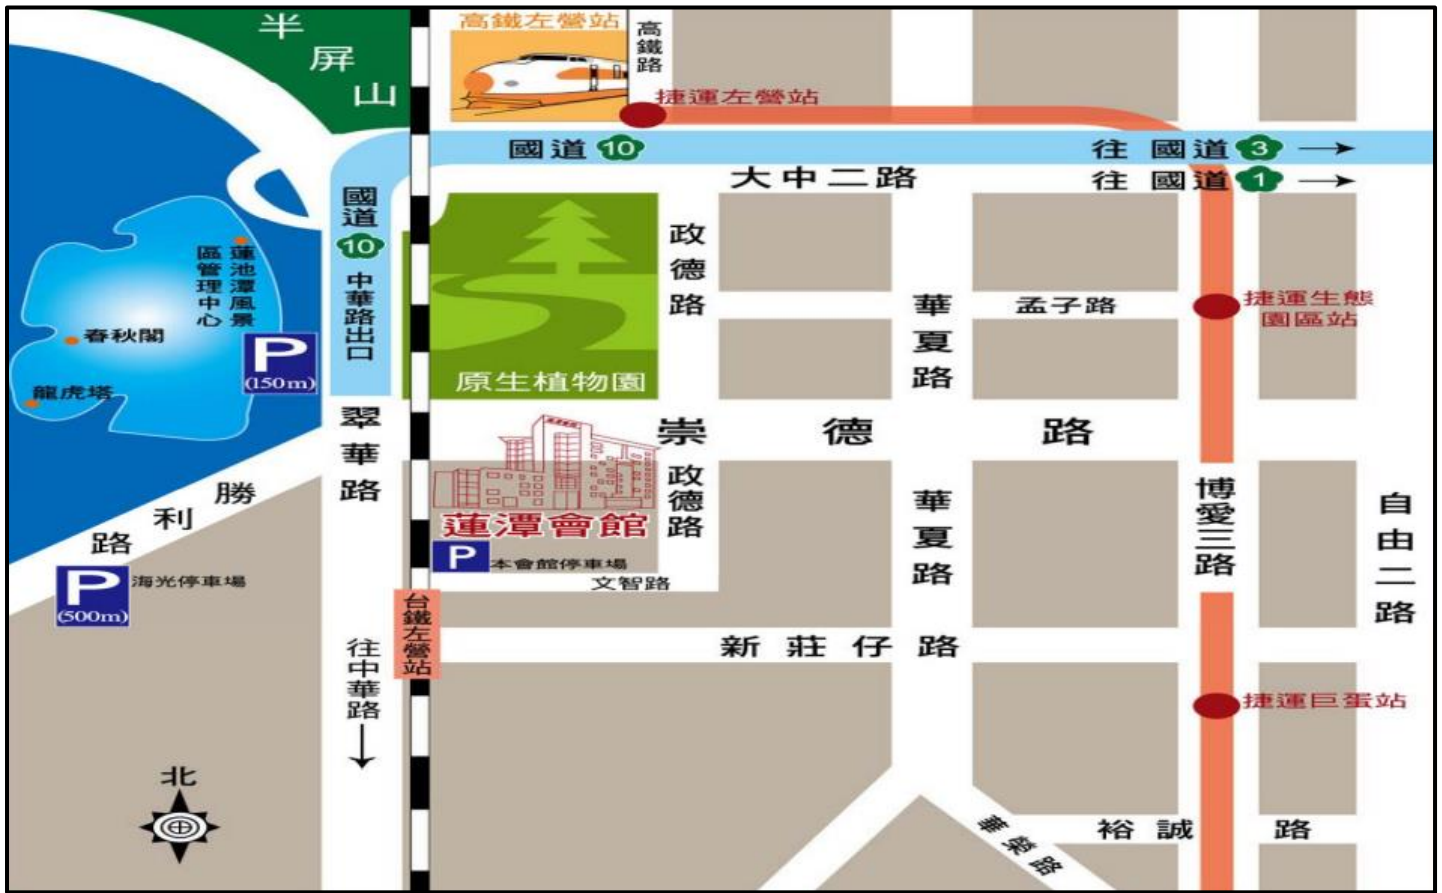 半屏山
高鐵左營站
高鐵路
捷運左營站
國道 10
往 國道 3
大中二路
往 國道 1
國道 10 中華路出口
蓮池潭風景
區管理中心
春秋閣
龍虎塔
P
(150m)
政德路
華夏路
孟子路
捷運生態
園區站
原生植物園
翠華路
崇德路
勝利路
政德路
華夏路
博愛三路
自由二路
蓮潭會館
P 本會館停車場
文智路
P 海光停車場
(500m)
台鐵左營站
往中華路
新莊仔路
捷運巨蛋站
北
華榮路
裕誠路